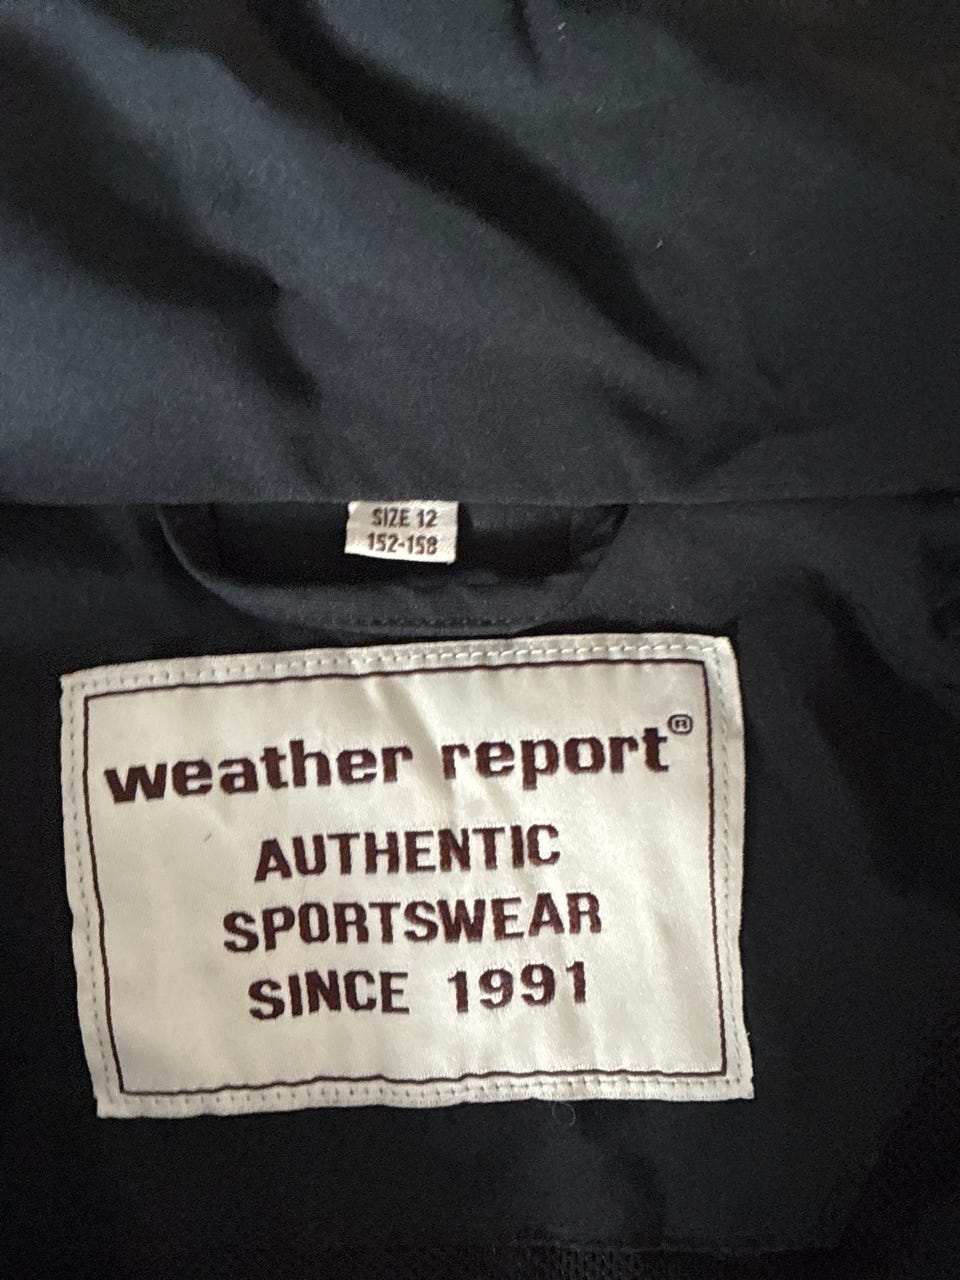 SIZE 12
152-158
weather report®
AUTHENTIC
SPORTSWEAR
SINCE 1991